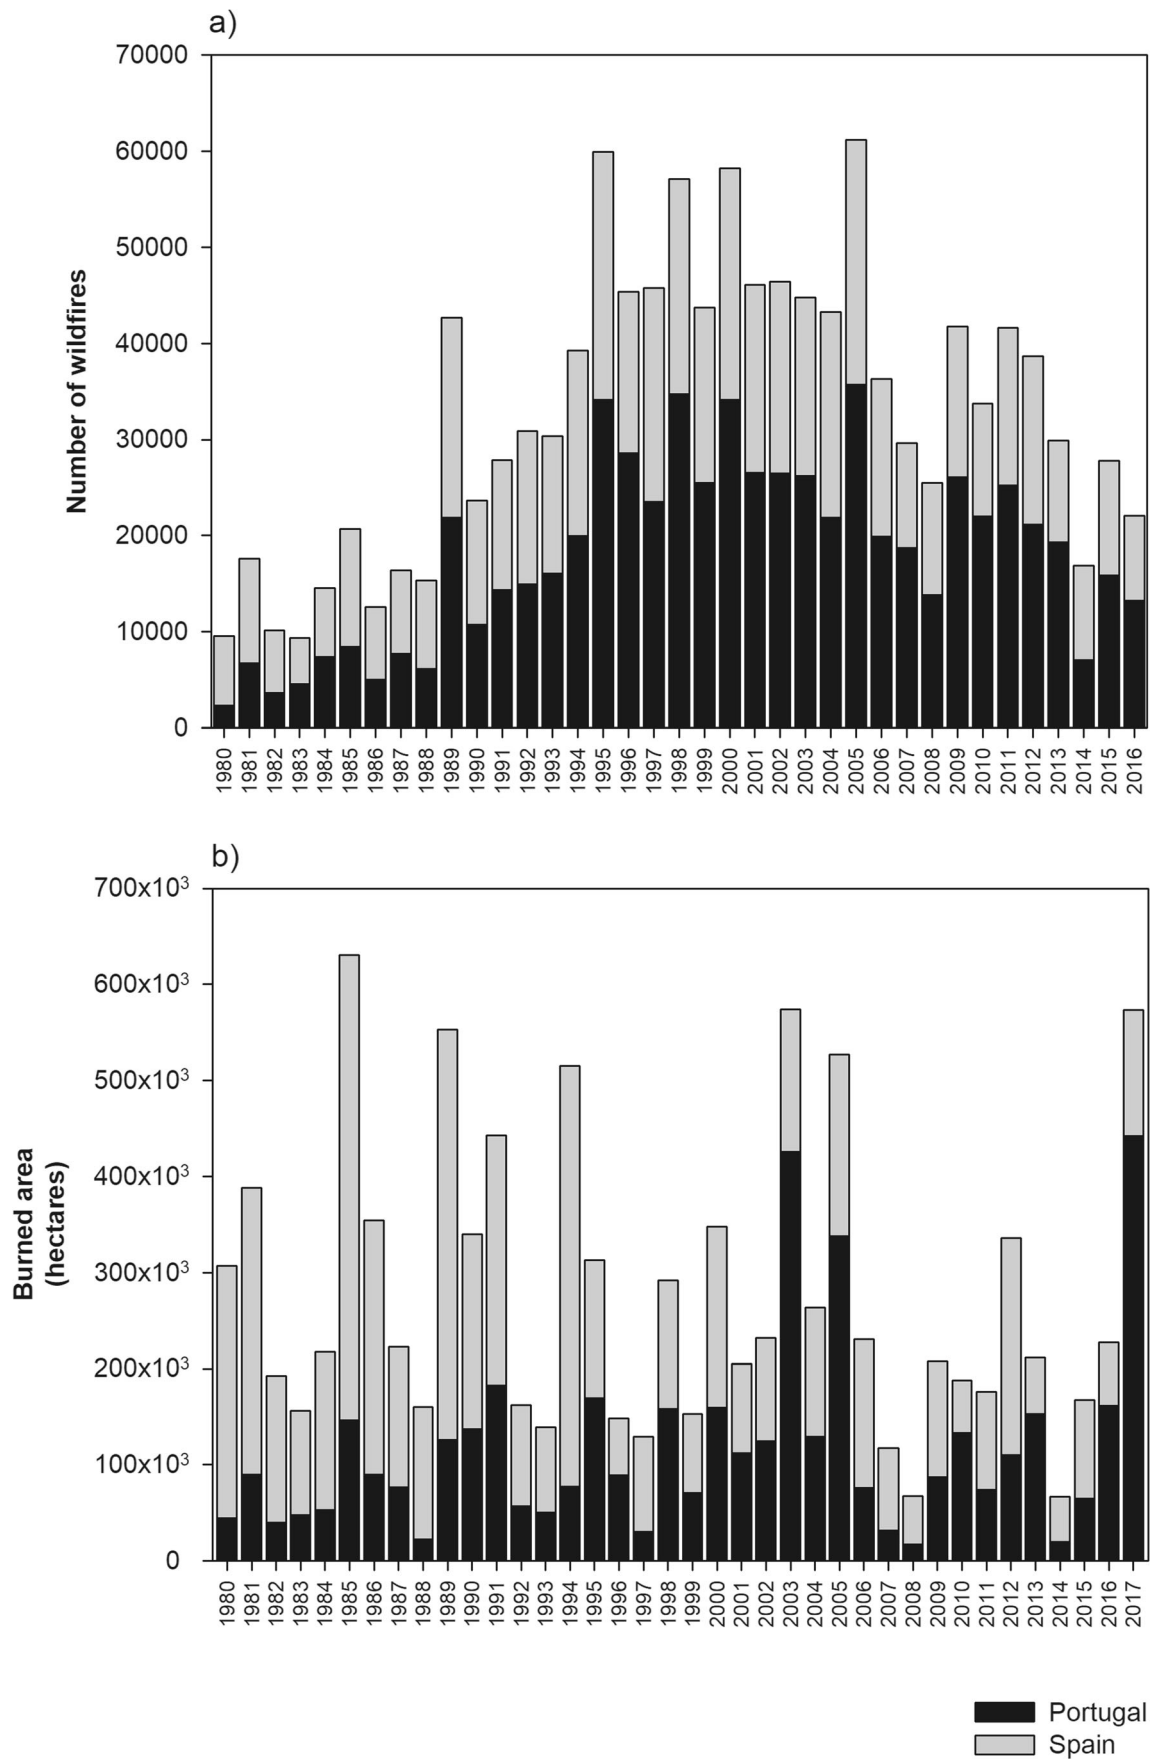 a)
70000
60000
50000
40000
30000
20000
10000
0
Number of wildfires
1980 1981 1982 1983 1984 1985 1986 1987 1988 1989 1990 1991 1992 1993 1994 1995 1996 1997 1998 1999 2000 2001 2002 2003 2004 2005 2006 2007 2008 2009 2010 2011 2012 2013 2014 2015 2016
b)
700x10³
600x10³
500x10³
400x10³
300x10³
200x10³
100x10³
0
Burned area
(hectares)
1980 1981 1982 1983 1984 1985 1986 1987 1988 1989 1990 1991 1992 1993 1994 1995 1996 1997 1998 1999 2000 2001 2002 2003 2004 2005 2006 2007 2008 2009 2010 2011 2012 2013 2014 2015 2016 2017
Portugal
Spain